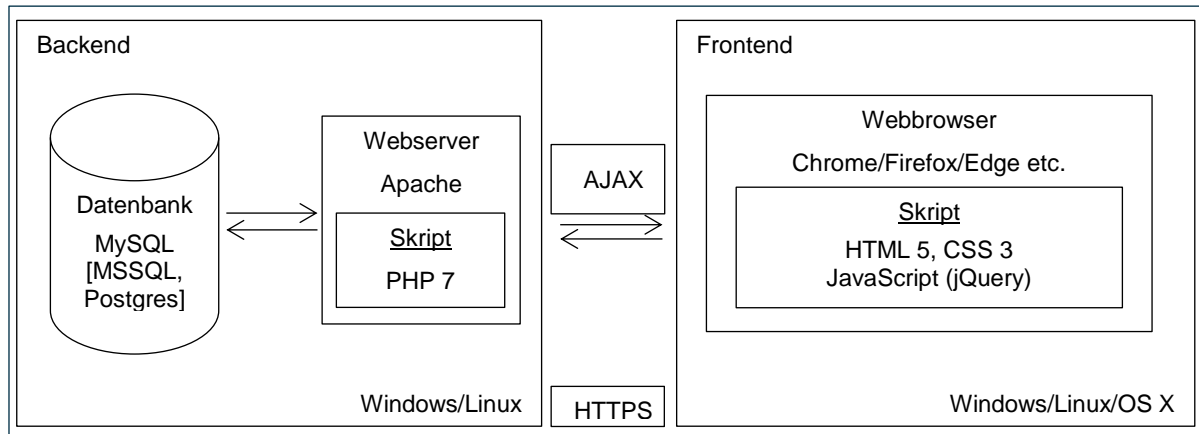 Backend
Datenbank
MySQL
[MSSQL,
Postgres]
Webserver
Apache
Skript
PHP 7
Windows/Linux
AJAX
HTTPS
Frontend
Webbrowser
Chrome/Firefox/Edge etc.
Skript
HTML 5, CSS 3
JavaScript (jQuery)
Windows/Linux/OS X